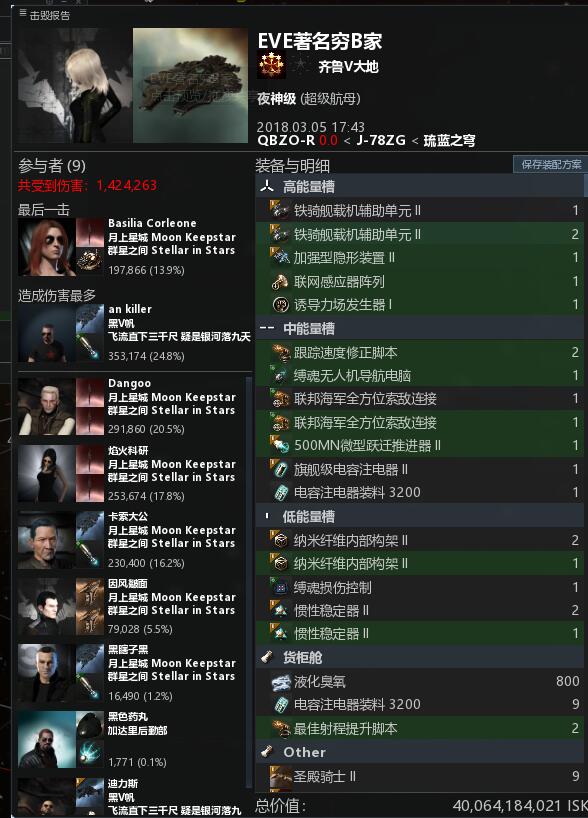 击毁报告
EVE著名穷B家
齐鲁V大地
夜神级 (超级航母)
2018.03.05 17:43
QBZO-R 0.0 < J-78ZG < 琉蓝之穹
参与者 (9)
共受到伤害: 1,424,263
最后一击
Basilia Corleone
月上星城 Moon Keepstar
群星之间 Stellar in Stars
197,866 (13.9%)
造成伤害最多
an killer
黑V帆
飞流直下三千尺 疑是银河落九天
353,174 (24.8%)
Dangoo
月上星城 Moon Keepstar
群星之间 Stellar in Stars
291,860 (20.5%)
焰火科研
月上星城 Moon Keepstar
群星之间 Stellar in Stars
253,674 (17.8%)
卡索大公
月上星城 Moon Keepstar
群星之间 Stellar in Stars
230,400 (16.2%)
因风皺面
月上星城 Moon Keepstar
群星之间 Stellar in Stars
79,028 (5.5%)
黑瞎子黑
月上星城 Moon Keepstar
群星之间 Stellar in Stars
16,490 (1.2%)
黑色药丸
加达里后勤部
1,771 (0.1%)
迪力斯
黑V帆
飞流直下三千尺 疑是银河落九
装备与明细
保存装配方案
高能量槽
铁骑舰载机辅助单元 II 1
铁骑舰载机辅助单元 II 2
加强型隐形装置 II 1
联网感应器阵列 1
诱导力场发生器 I 1
中能量槽
跟踪速度修正脚本 2
缚魂无人机导航电脑 1
联邦海军全方位索敌连接 1
联邦海军全方位索敌连接 1
500MN微型跃迁推进器 II 1
旗舰级电容注电器 II 1
电容注电器装料 3200 1
低能量槽
纳米纤维内部构架 II 2
纳米纤维内部构架 II 1
缚魂损伤控制 1
惯性稳定器 II 2
惯性稳定器 II 1
货柜舱
液化臭氧 800
电容注电器装料 3200 9
最佳射程提升脚本 2
Other
圣殿骑士 II 9
总价值: 40,064,184,021 ISK